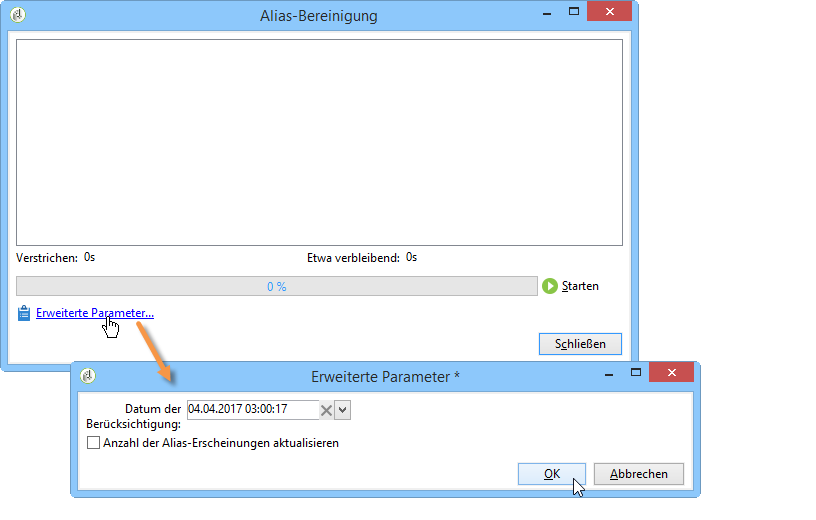 Alias-Bereinigung
Verstrichen: 0s Etwa verbleibend: 0s
0 % Starten
Erweiterte Parameter...
Schließen
Erweiterte Parameter *
Datum der 04.04.2017 03:00:17
Berücksichtigung:
Anzahl der Alias-Erscheinungen aktualisieren
OK Abbrechen